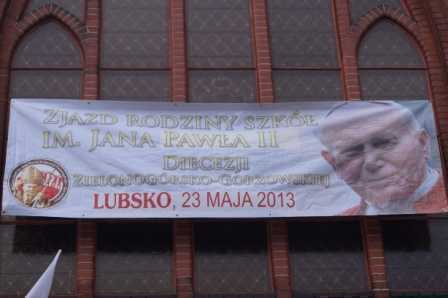 ZJAZD RODZINY SZKÓŁ
IM. JANA PAWŁA II
DIECEZJI
ZIELONOGÓRSKO-GORZOWSKIEJ
LUBSKO, 23 MAJA 2013